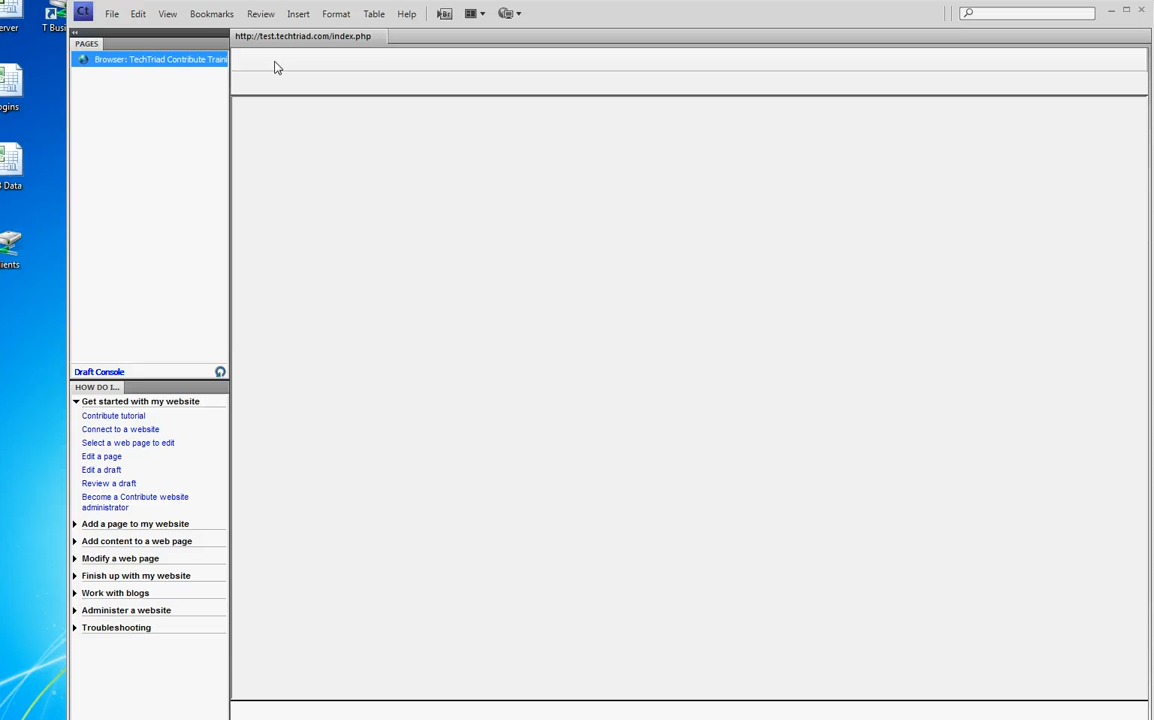 erver
T Busi
ogins
Data
ients
Ct File Edit View Bookmarks Review Insert Format Table Help Br
http://test.techtriad.com/index.php
PAGES
Browser: TechTriad Contribute Traini
Draft Console
HOW DO I...
Get started with my website
Contribute tutorial
Connect to a website
Select a web page to edit
Edit a page
Edit a draft
Review a draft
Become a Contribute website
administrator
Add a page to my website
Add content to a web page
Modify a web page
Finish up with my website
Work with blogs
Administer a website
Troubleshooting